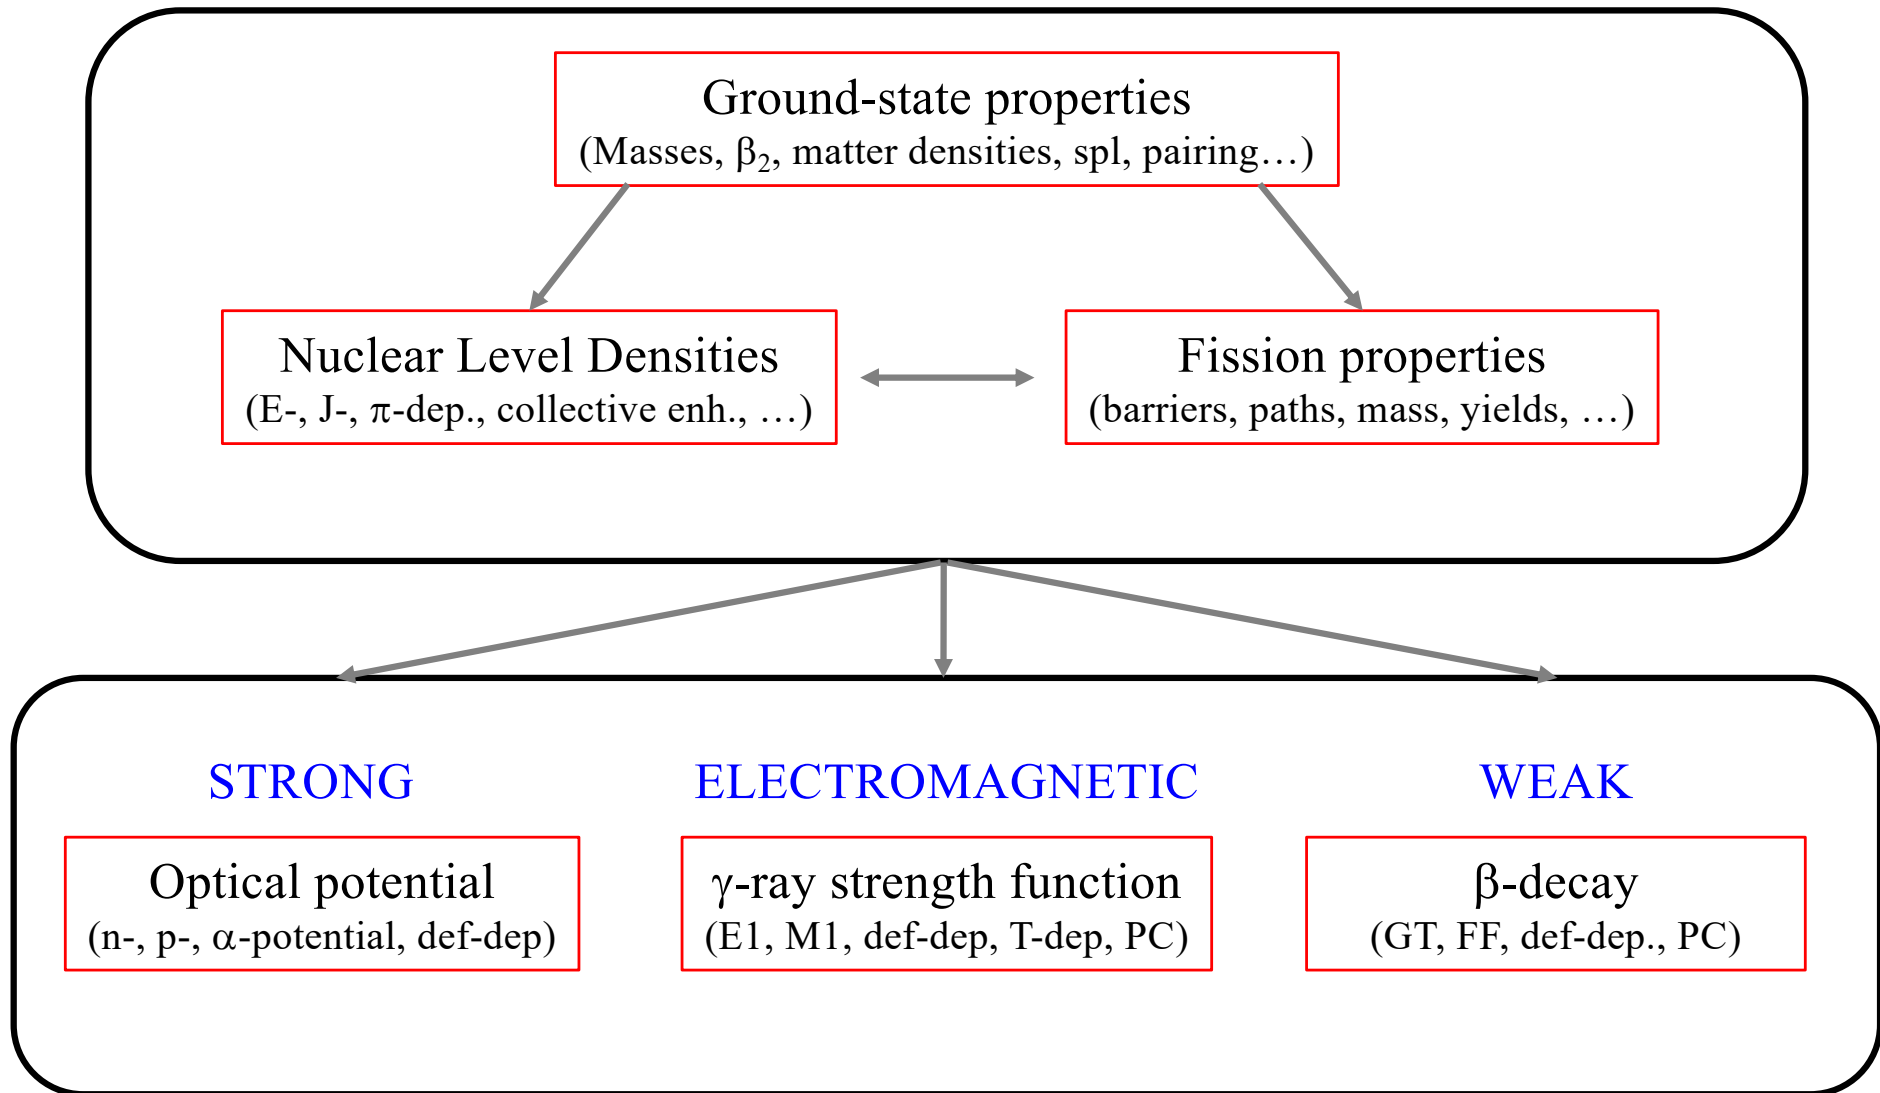 Ground-state properties
(Masses, β₂, matter densities, spl, pairing…)
Nuclear Level Densities
(E-, J-, π-dep., collective enh., …)
Fission properties
(barriers, paths, mass, yields, …)
STRONG
ELECTROMAGNETIC
WEAK
Optical potential
(n-, p-, α-potential, def-dep)
γ-ray strength function
(E1, M1, def-dep, T-dep, PC)
β-decay
(GT, FF, def-dep., PC)